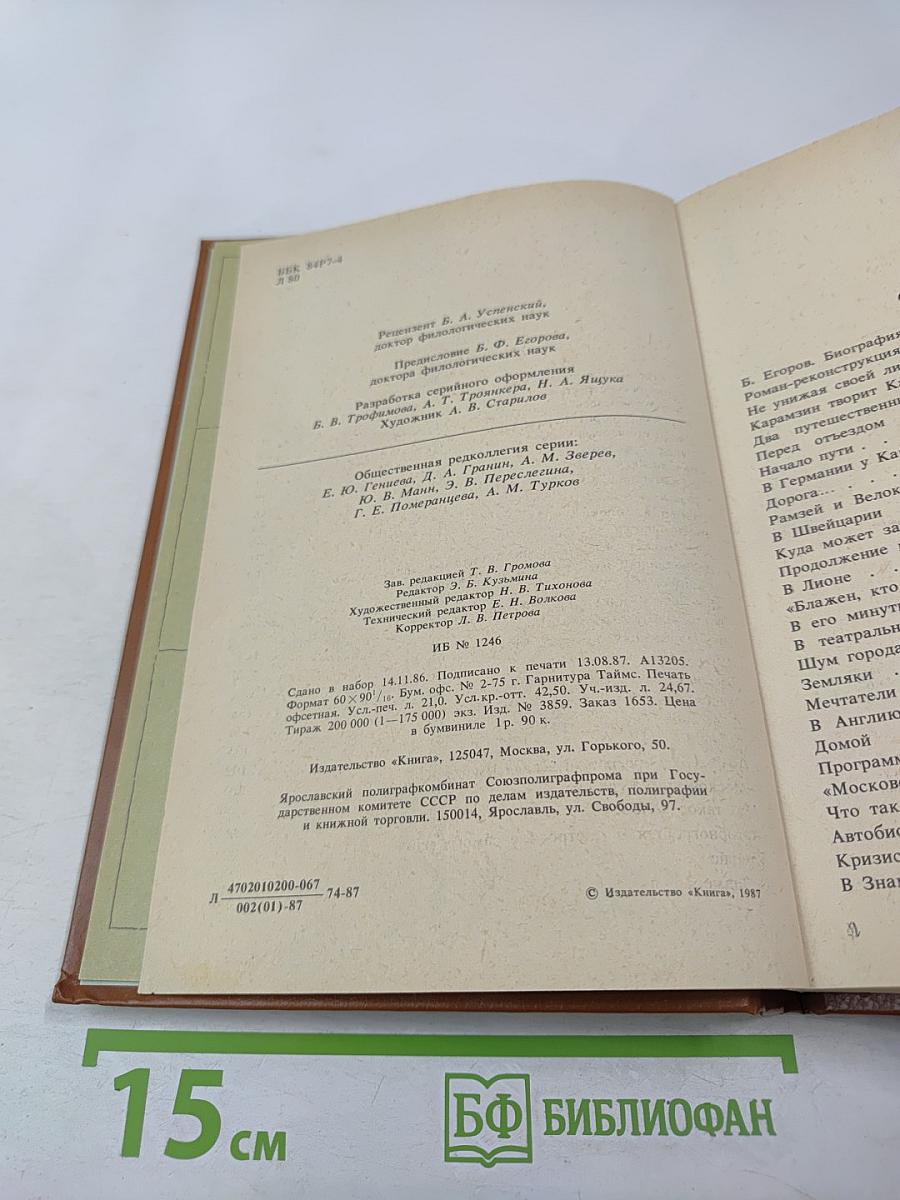 ББК 84Р7-4
Л 80
Рецензент Б. А. Успенский,
доктор филологических наук
Предисловие Б. Ф. Егорова,
доктора филологических наук
Разработка серийного оформления
Б. В. Трофимова, А. Т. Троянкера, Н. А. Ящука
Художник А. В. Старилов
Общественная редколлегия серии:
Е. Ю. Гениева, Д. А. Гранин, А. М. Зверев,
Ю. В. Манн, Э. В. Переслегина,
Г. Е. Померанцева, А. М. Турков
Зав. редакцией Т. В. Громова
Редактор Э. Б. Кузьмина
Художественный редактор Н. В. Тихонова
Технический редактор Е. Н. Волкова
Корректор Л. В. Петрова
ИБ № 1246
Сдано в набор 14.11.86. Подписано к печати 13.08.87. А13205.
Формат 60×90¹/₁₆. Бум. офс. № 2-75 г. Гарнитура Таймс. Печать
офсетная. Усл.-печ. л. 21,0. Усл. кр.-отт. 42,50. Уч.-изд. л. 24,67.
Тираж 200 000 (1—175 000) экз. Изд. № 3859. Заказ 1653. Цена
в бумвиниле 1 р. 90 к.
Издательство «Книга», 125047, Москва, ул. Горького, 50.
Ярославский полиграфкомбинат Союзполиграфпрома при Госу-
дарственном комитете СССР по делам издательств, полиграфии
и книжной торговли. 150014, Ярославль, ул. Свободы, 97.
Л 4702010200-067 74-87
002(01)-87
© Издательство «Книга», 1987
Б. Егоров. Биография
Роман-реконструкция
Не унижая своей ли
Карамзин творит Ка
Два путешественн
Перед отъездом
Начало пути . .
В Германии у Ка
Дорога... . . .
Рамзей и Велок
В Швейцарии
Куда может за
Продолжение
В Лионе . .
«Блажен, кто
В его минут
В театральн
Шум города
Земляки .
Мечтатели
В Англию
Домой
Программ
«Московс
Что так
Автобио
Кризис
В Знам
15 см
БФ БИБЛИОФАН